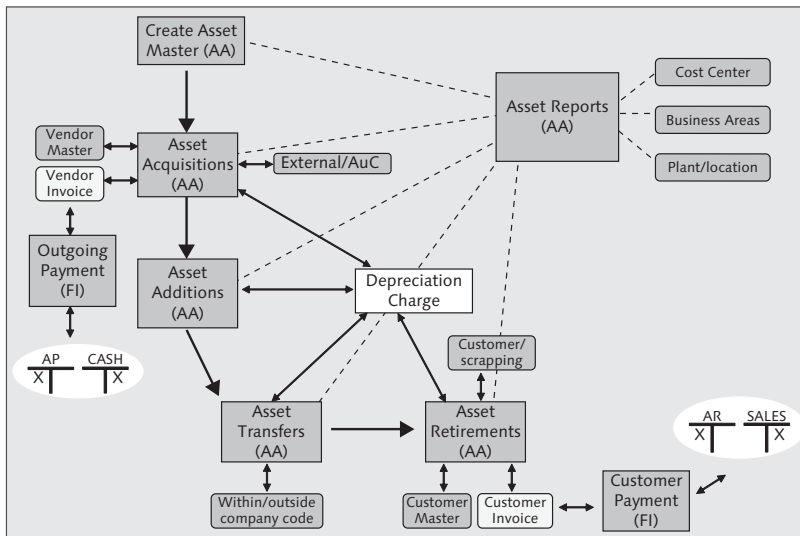 Create Asset
Master (AA)
Asset Reports
(AA)
Cost Center
Business Areas
Plant/location
Vendor
Master
Vendor
Invoice
Asset
Acquisitions
(AA)
External/AuC
Outgoing
Payment
(FI)
Asset
Additions
(AA)
Depreciation
Charge
AP CASH
X X
Customer/
scrapping
Asset
Transfers
(AA)
Asset
Retirements
(AA)
AR SALES
X X
Within/outside
company code
Customer
Master
Customer
Invoice
Customer
Payment
(FI)